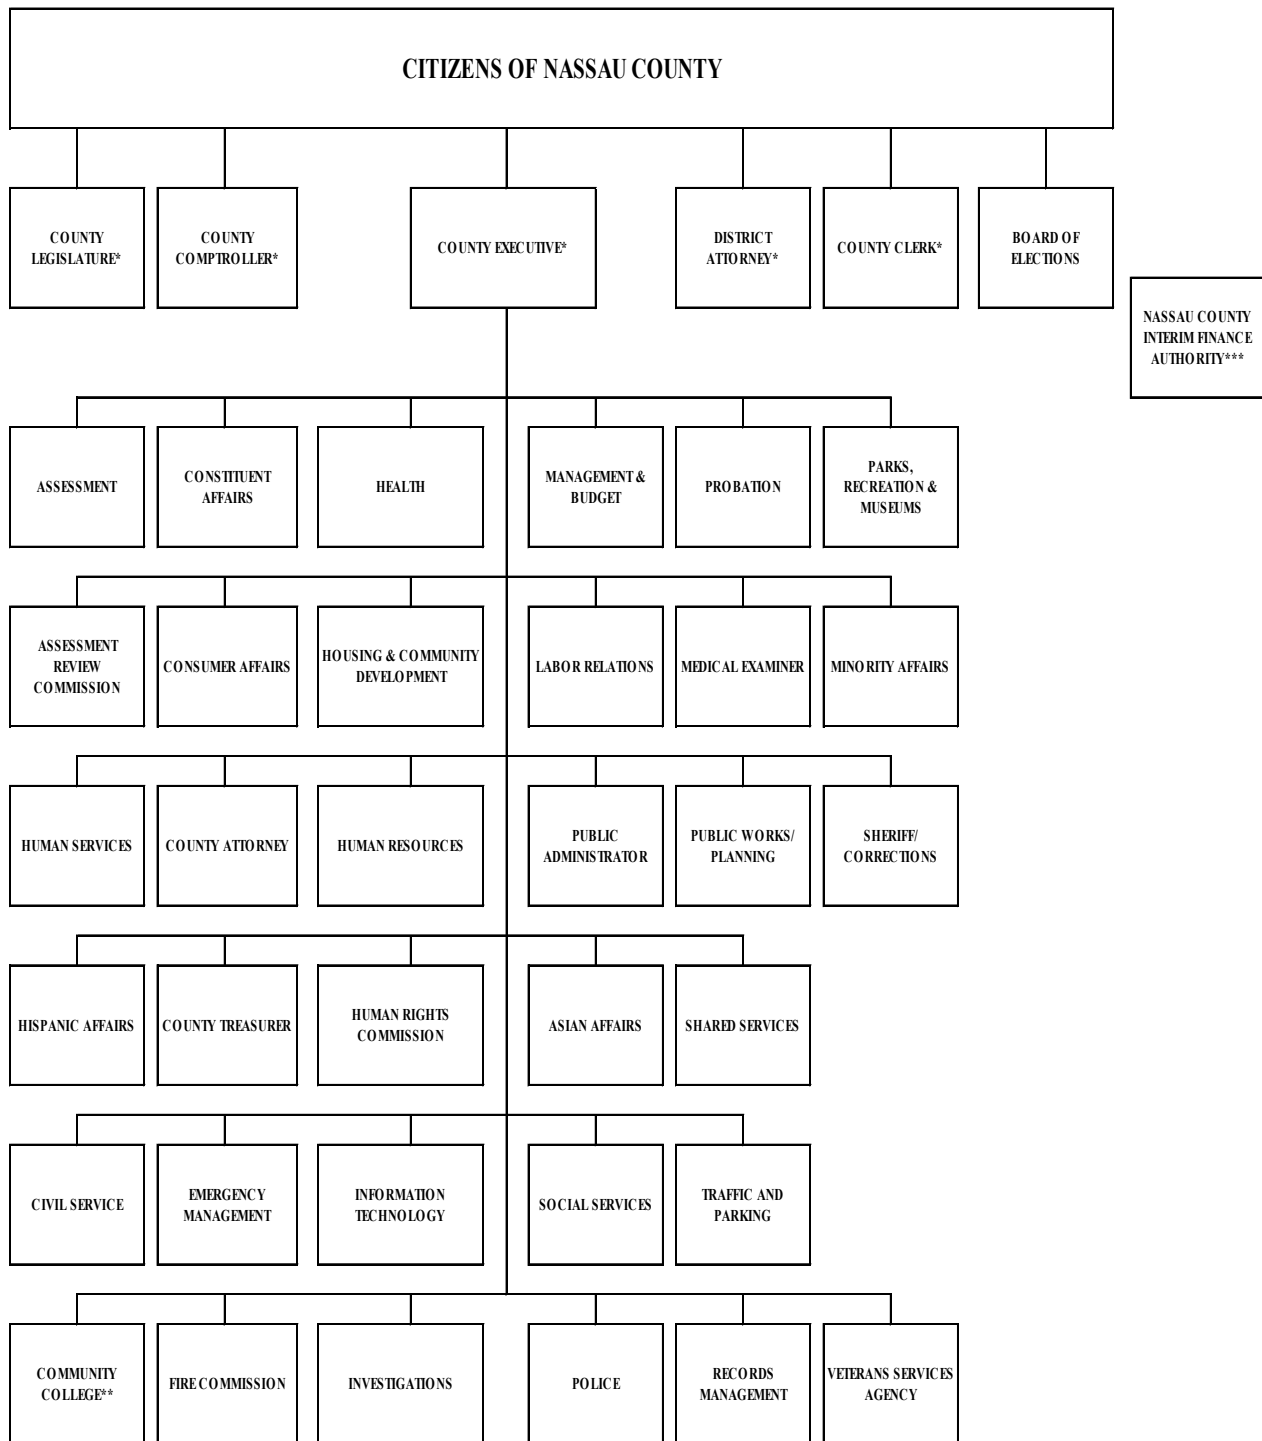 CITIZENS OF NASSAU COUNTY
COUNTY
LEGISLATURE*
COUNTY
COMPTROLLER*
COUNTY EXECUTIVE*
DISTRICT
ATTORNEY*
COUNTY CLERK*
BOARD OF
ELECTIONS
NASSAU COUNTY
INTERIM FINANCE
AUTHORITY***
ASSESSMENT
CONSTITUENT
AFFAIRS
HEALTH
MANAGEMENT &
BUDGET
PROBATION
PARKS,
RECREATION &
MUSEUMS
ASSESSMENT
REVIEW
COMMISSION
CONSUMER AFFAIRS
HOUSING & COMMUNITY
DEVELOPMENT
LABOR RELATIONS
MEDICAL EXAMINER
MINORITY AFFAIRS
HUMAN SERVICES
COUNTY ATTORNEY
HUMAN RESOURCES
PUBLIC
ADMINISTRATOR
PUBLIC WORKS/
PLANNING
SHERIFF/
CORRECTIONS
HISPANIC AFFAIRS
COUNTY TREASURER
HUMAN RIGHTS
COMMISSION
ASIAN AFFAIRS
SHARED SERVICES
CIVIL SERVICE
EMERGENCY
MANAGEMENT
INFORMATION
TECHNOLOGY
SOCIAL SERVICES
TRAFFIC AND
PARKING
COMMUNITY
COLLEGE**
FIRE COMMISSION
INVESTIGATIONS
POLICE
RECORDS
MANAGEMENT
VETERANS SERVICES
AGENCY